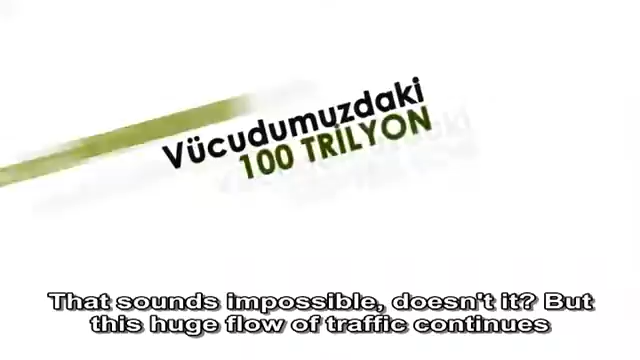 Vücudumuzdaki
100 TRİLYON
That sounds impossible, doesn't it? But
this huge flow of traffic continues